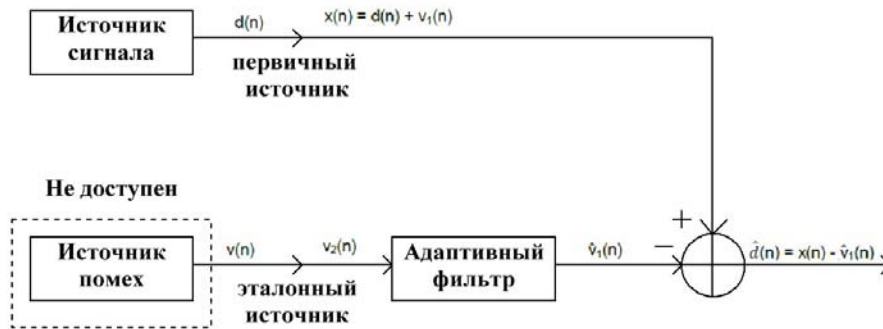 Источник
сигнала
d(n)
x(n) = d(n) + v₁(n)
первичный
источник
Не доступен
Источник
помех
v(n)
v₂(n)
эталонный
источник
Адаптивный
фильтр
v̂₁(n)
+
−
d̂(n) = x(n) - v̂₁(n)